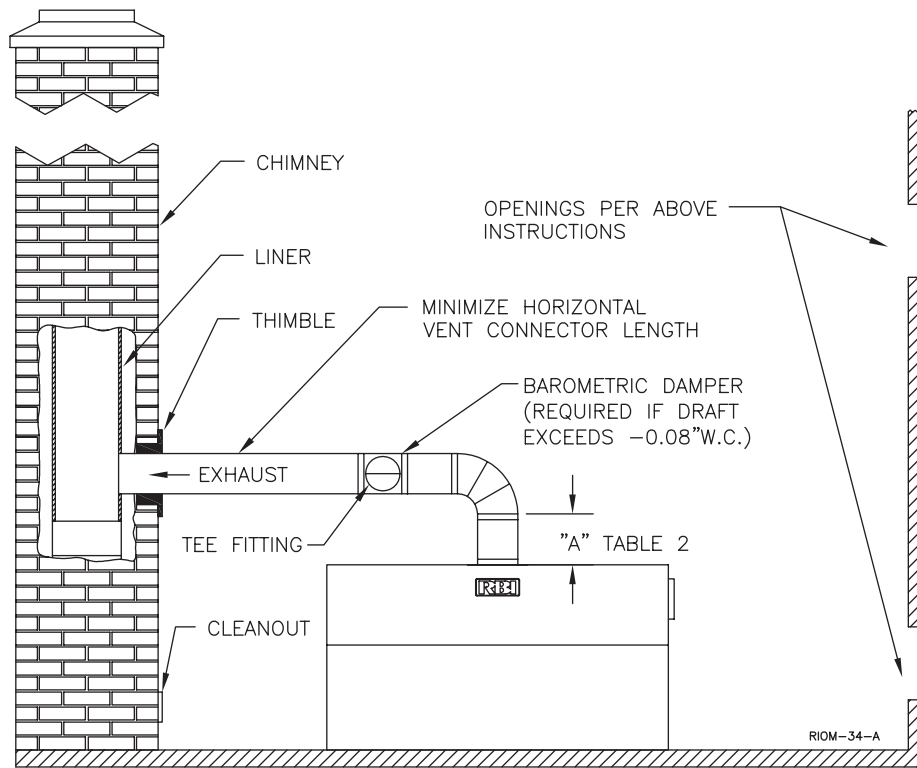 CHIMNEY
OPENINGS PER ABOVE
INSTRUCTIONS
LINER
MINIMIZE HORIZONTAL
VENT CONNECTOR LENGTH
THIMBLE
BAROMETRIC DAMPER
(REQUIRED IF DRAFT
EXCEEDS -0.08"W.C.)
EXHAUST
TEE FITTING
"A" TABLE 2
RBI
CLEANOUT
RIOM-34-A